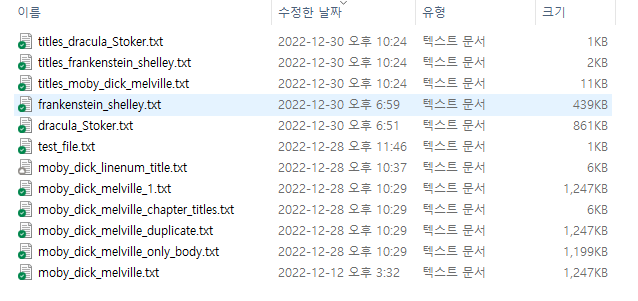 이름 수정한 날짜 유형 크기
titles_dracula_Stoker.txt 2022-12-30 오후 10:24 텍스트 문서 1KB
titles_frankenstein_shelley.txt 2022-12-30 오후 10:24 텍스트 문서 2KB
titles_moby_dick_melville.txt 2022-12-30 오후 10:24 텍스트 문서 11KB
frankenstein_shelley.txt 2022-12-30 오후 6:59 텍스트 문서 439KB
dracula_Stoker.txt 2022-12-30 오후 6:51 텍스트 문서 861KB
test_file.txt 2022-12-28 오후 11:46 텍스트 문서 1KB
moby_dick_linenum_title.txt 2022-12-28 오후 10:37 텍스트 문서 6KB
moby_dick_melville_1.txt 2022-12-28 오후 10:29 텍스트 문서 1,247KB
moby_dick_melville_chapter_titles.txt 2022-12-28 오후 10:29 텍스트 문서 6KB
moby_dick_melville_duplicate.txt 2022-12-28 오후 10:29 텍스트 문서 1,247KB
moby_dick_melville_only_body.txt 2022-12-28 오후 10:29 텍스트 문서 1,199KB
moby_dick_melville.txt 2022-12-12 오후 3:32 텍스트 문서 1,247KB